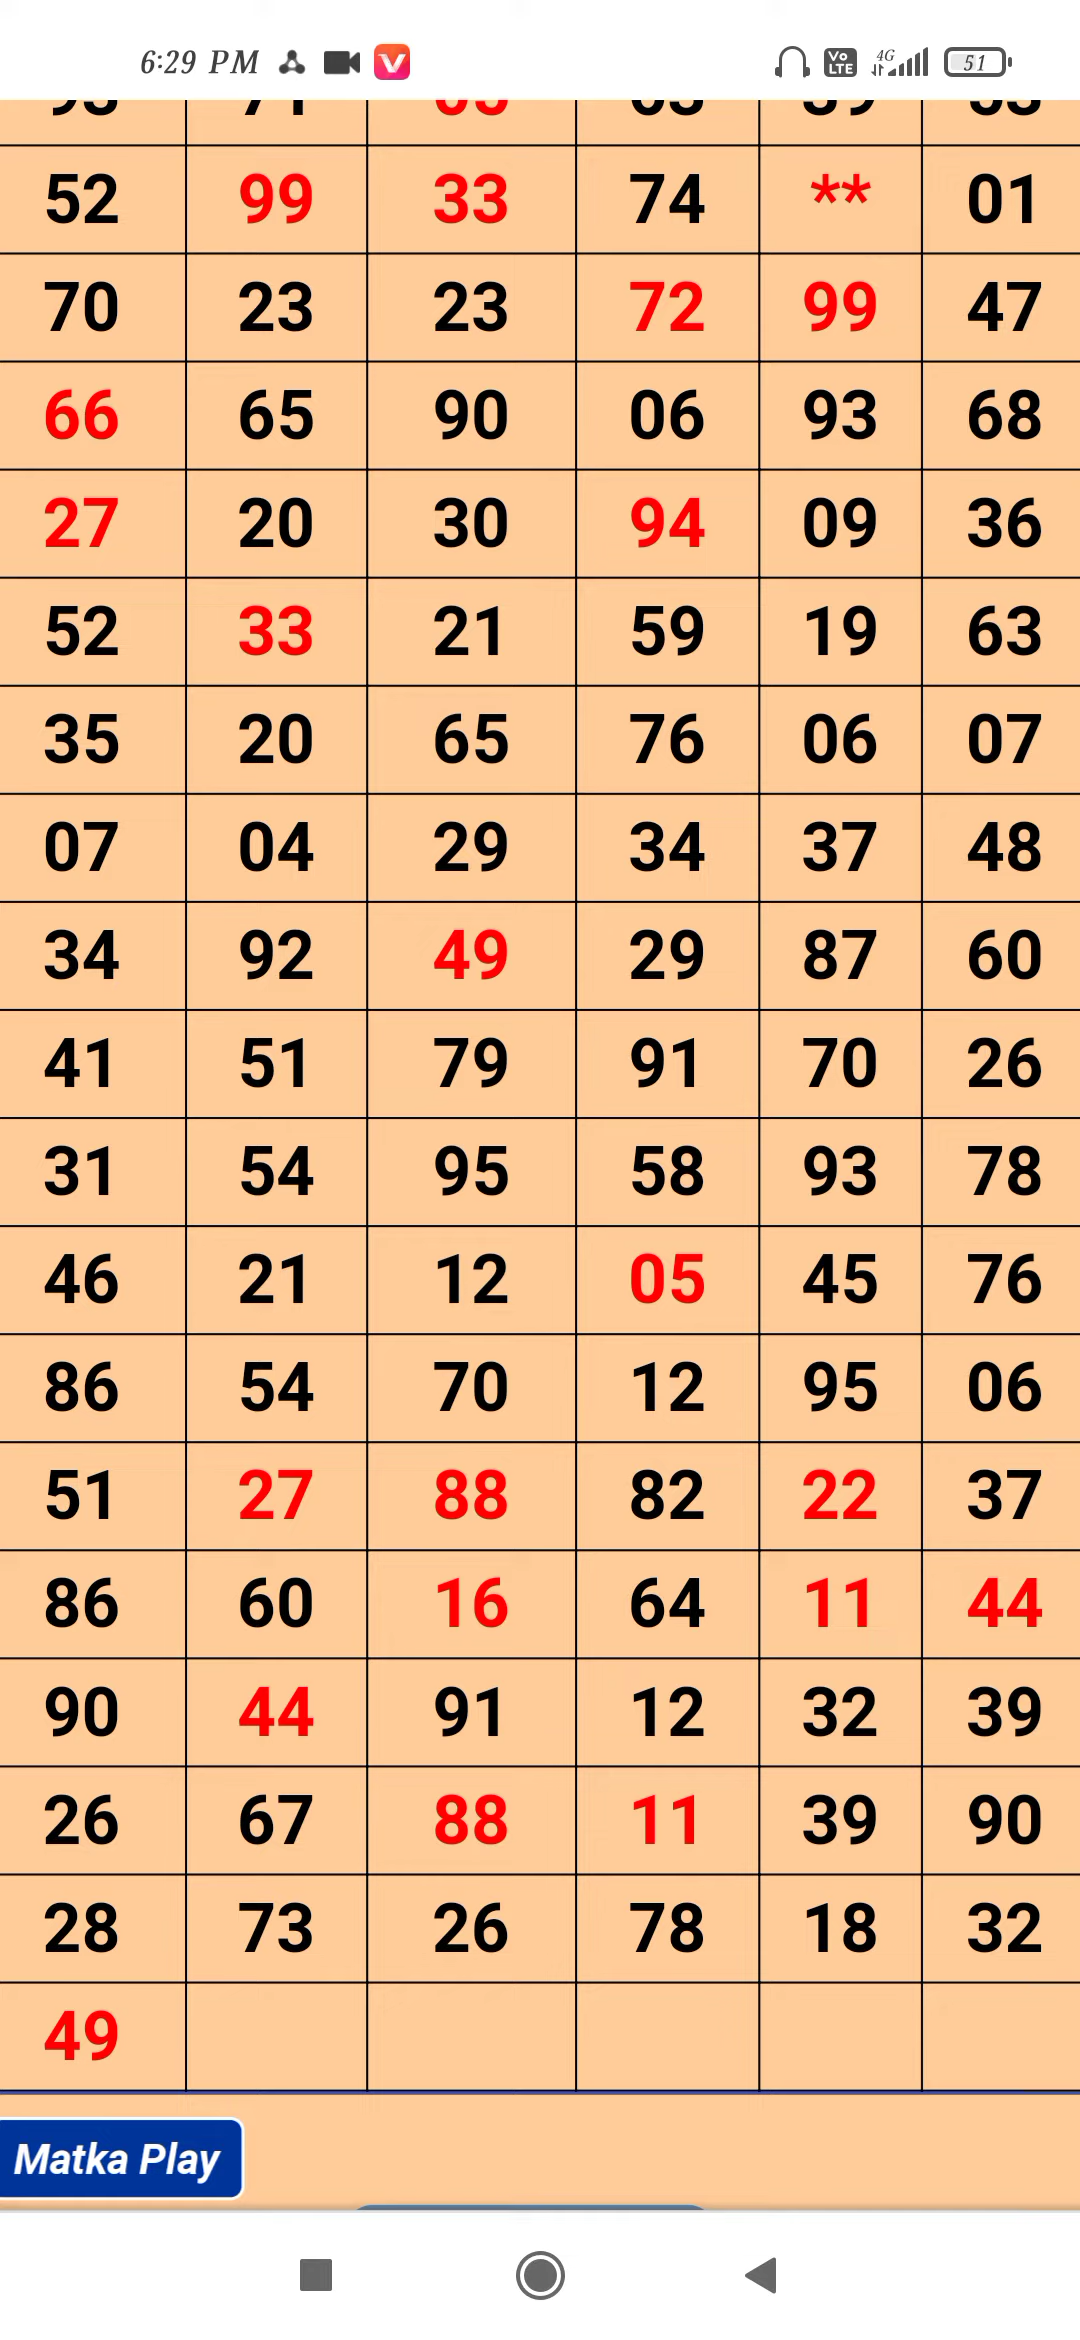 6:29 PM
4G
Vo LTE
51
52 99 33 74 ** 01
70 23 23 72 99 47
66 65 90 06 93 68
27 20 30 94 09 36
52 33 21 59 19 63
35 20 65 76 06 07
07 04 29 34 37 48
34 92 49 29 87 60
41 51 79 91 70 26
31 54 95 58 93 78
46 21 12 05 45 76
86 54 70 12 95 06
51 27 88 82 22 37
86 60 16 64 11 44
90 44 91 12 32 39
26 67 88 11 39 90
28 73 26 78 18 32
49
Matka Play